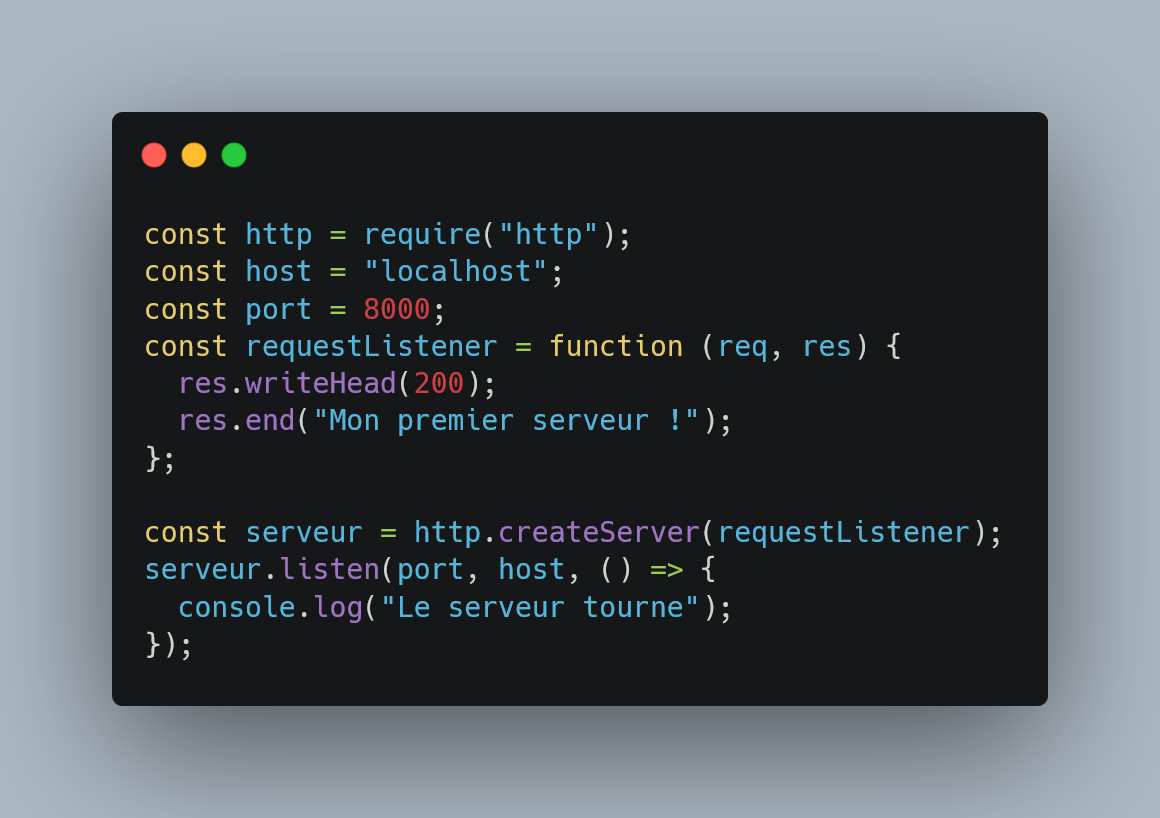 const http = require("http");
const host = "localhost";
const port = 8000;
const requestListener = function (req, res) {
  res.writeHead(200);
  res.end("Mon premier serveur !");
};

const serveur = http.createServer(requestListener);
serveur.listen(port, host, () => {
  console.log("Le serveur tourne");
});